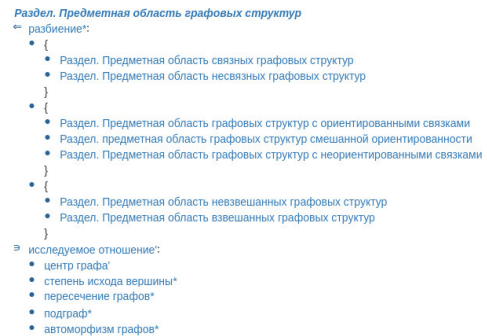 Раздел. Предметная область графовых структур
⇐ разбиение*:
• {
• Раздел. Предметная область связных графовых структур
• Раздел. Предметная область несвязных графовых структур
}
• {
• Раздел. Предметная область графовых структур с ориентированными связками
• Раздел. предметная область графовых структур смешанной ориентированности
• Раздел. Предметная область графовых структур с неориентированными связками
}
• {
• Раздел. Предметная область невзвешанных графовых структур
• Раздел. Предметная область взвешанных графовых структур
}
∍ исследуемое отношение':
• центр графа'
• степень исхода вершины*
• пересечение графов*
• подграф*
• автоморфизм графов*